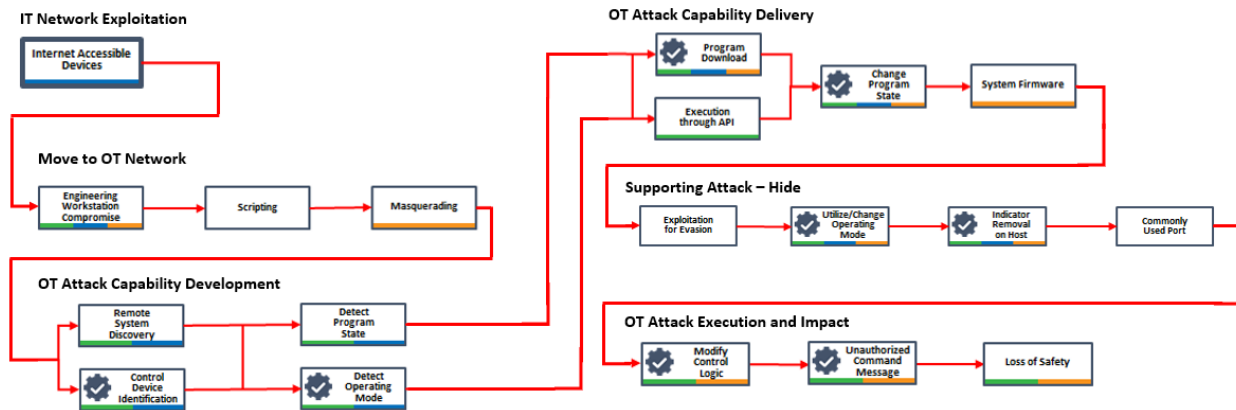 IT Network Exploitation
Internet Accessible
Devices
Move to OT Network
Engineering
Workstation
Compromise
Scripting
Masquerading
OT Attack Capability Development
Remote
System
Discovery
Detect
Program
State
Control
Device
Identification
Detect
Operating
Mode
OT Attack Capability Delivery
Program
Download
Execution
through API
Change
Program
State
System Firmware
Supporting Attack – Hide
Exploitation
for Evasion
Utilize/Change
Operating
Mode
Indicator
Removal
on Host
Commonly
Used Port
OT Attack Execution and Impact
Modify
Control
Logic
Unauthorized
Command
Message
Loss of Safety